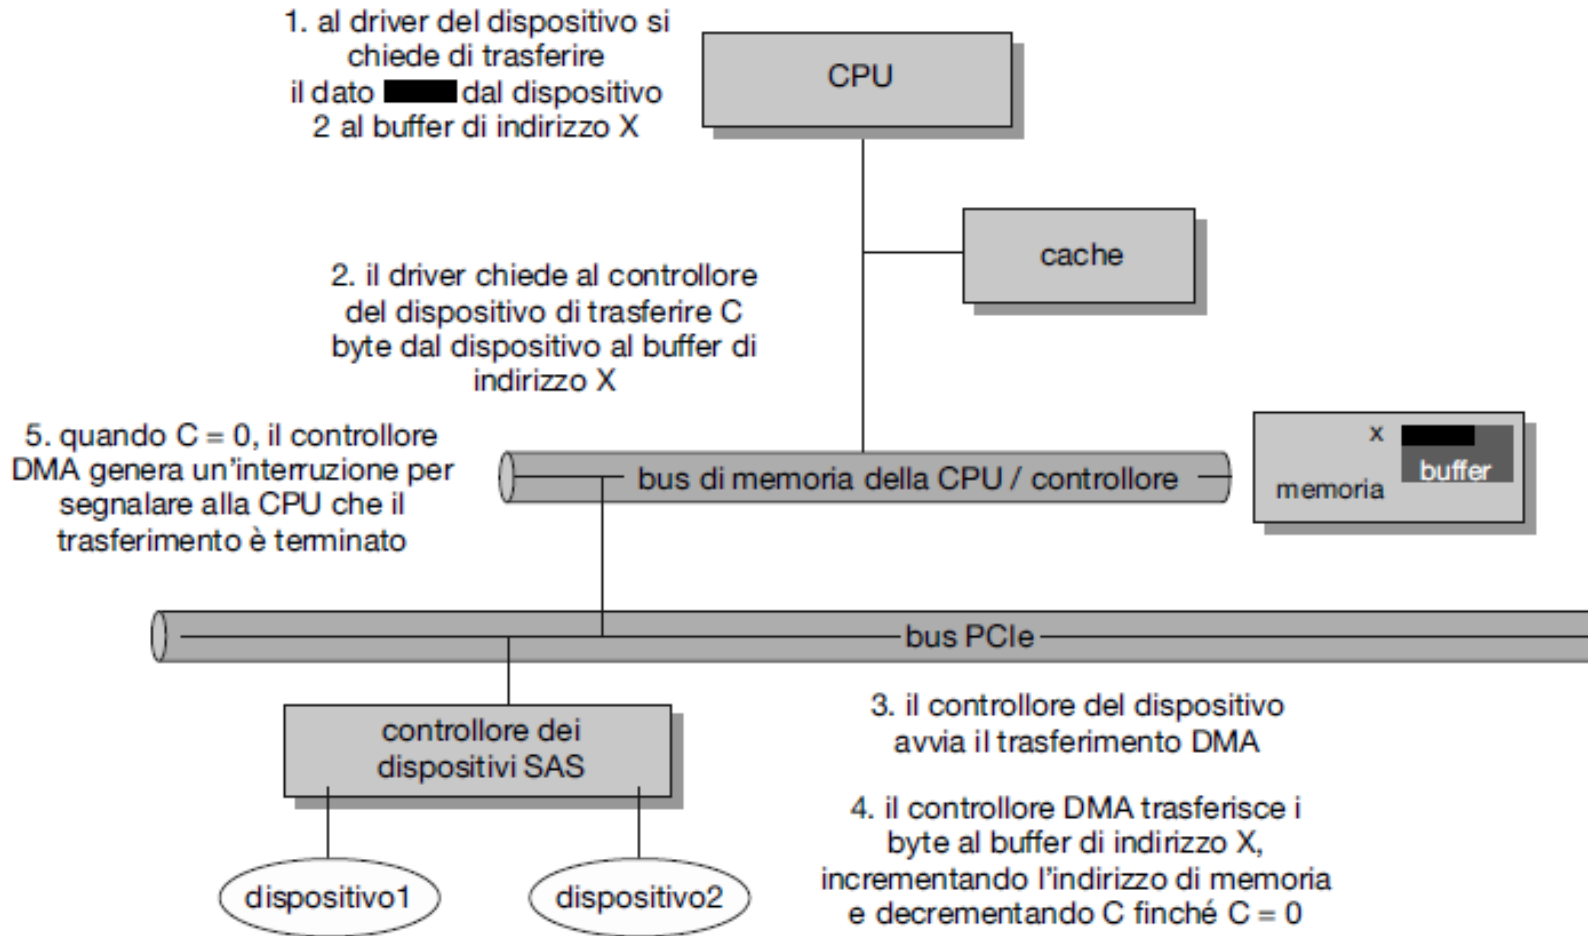 1. al driver del dispositivo si
chiede di trasferire
il dato dal dispositivo
2 al buffer di indirizzo X
CPU
cache
2. il driver chiede al controllore
del dispositivo di trasferire C
byte dal dispositivo al buffer di
indirizzo X
5. quando C = 0, il controllore
DMA genera un'interruzione per
segnalare alla CPU che il
trasferimento è terminato
bus di memoria della CPU / controllore
x
buffer
memoria
bus PCIe
controllore dei
dispositivi SAS
3. il controllore del dispositivo
avvia il trasferimento DMA
4. il controllore DMA trasferisce i
byte al buffer di indirizzo X,
incrementando l'indirizzo di memoria
e decrementando C finché C = 0
dispositivo1
dispositivo2